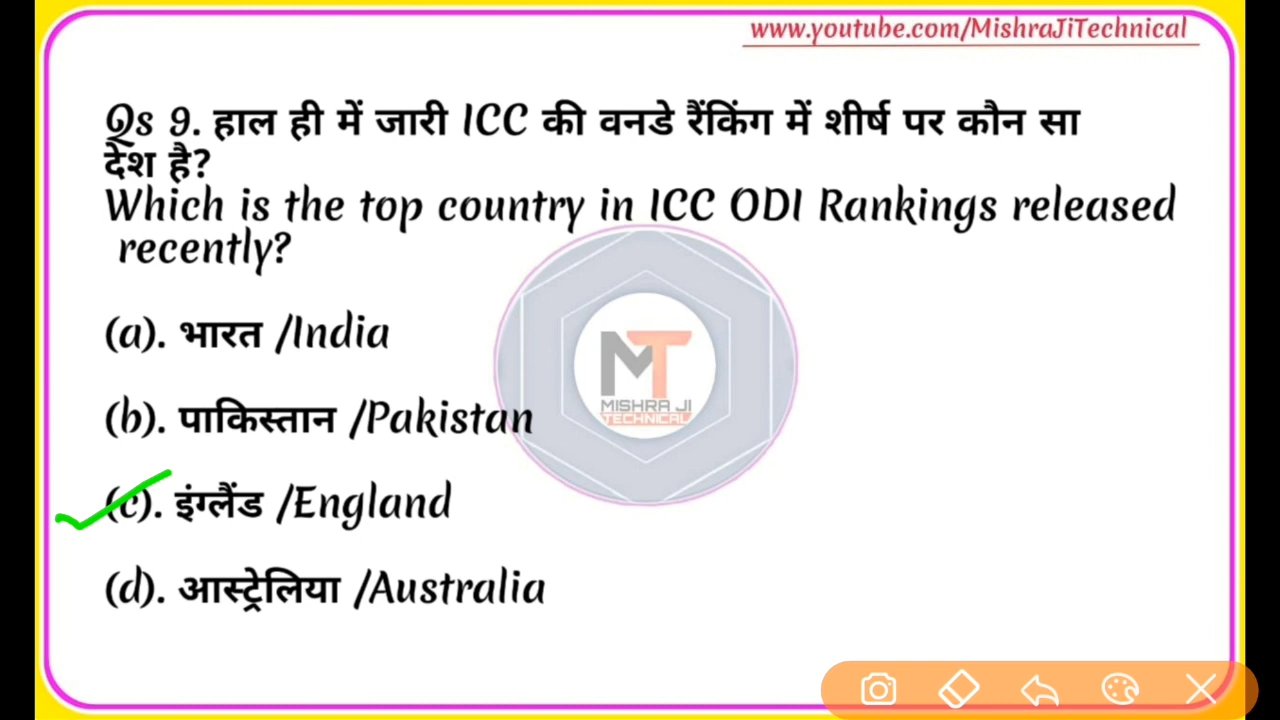 www.youtube.com/MishraJiTechnical
Qs 9. हाल ही में जारी ICC की वनडे रैंकिंग में शीर्ष पर कौन सा
देश है?
Which is the top country in ICC ODI Rankings released
recently?
(a). भारत /India
(b). पाकिस्तान /Pakistan
(c). इंग्लैंड /England
(d). आस्ट्रेलिया /Australia
MT
MISHRA JI
TECHNICAL